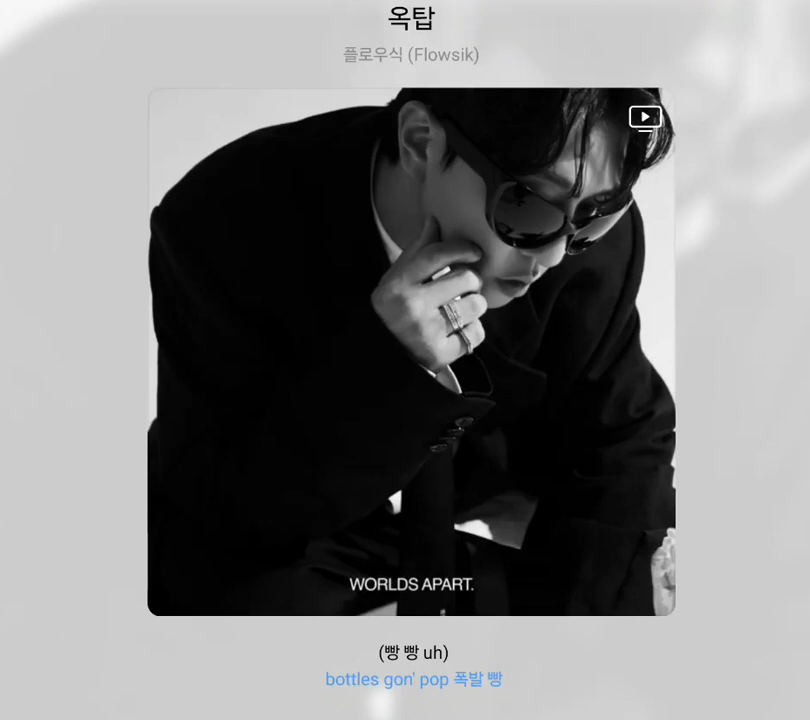 옥탑
플로우식 (Flowsik)
WORLDS APART.
(빵 빵 uh)
bottles gon' pop 폭발 빵